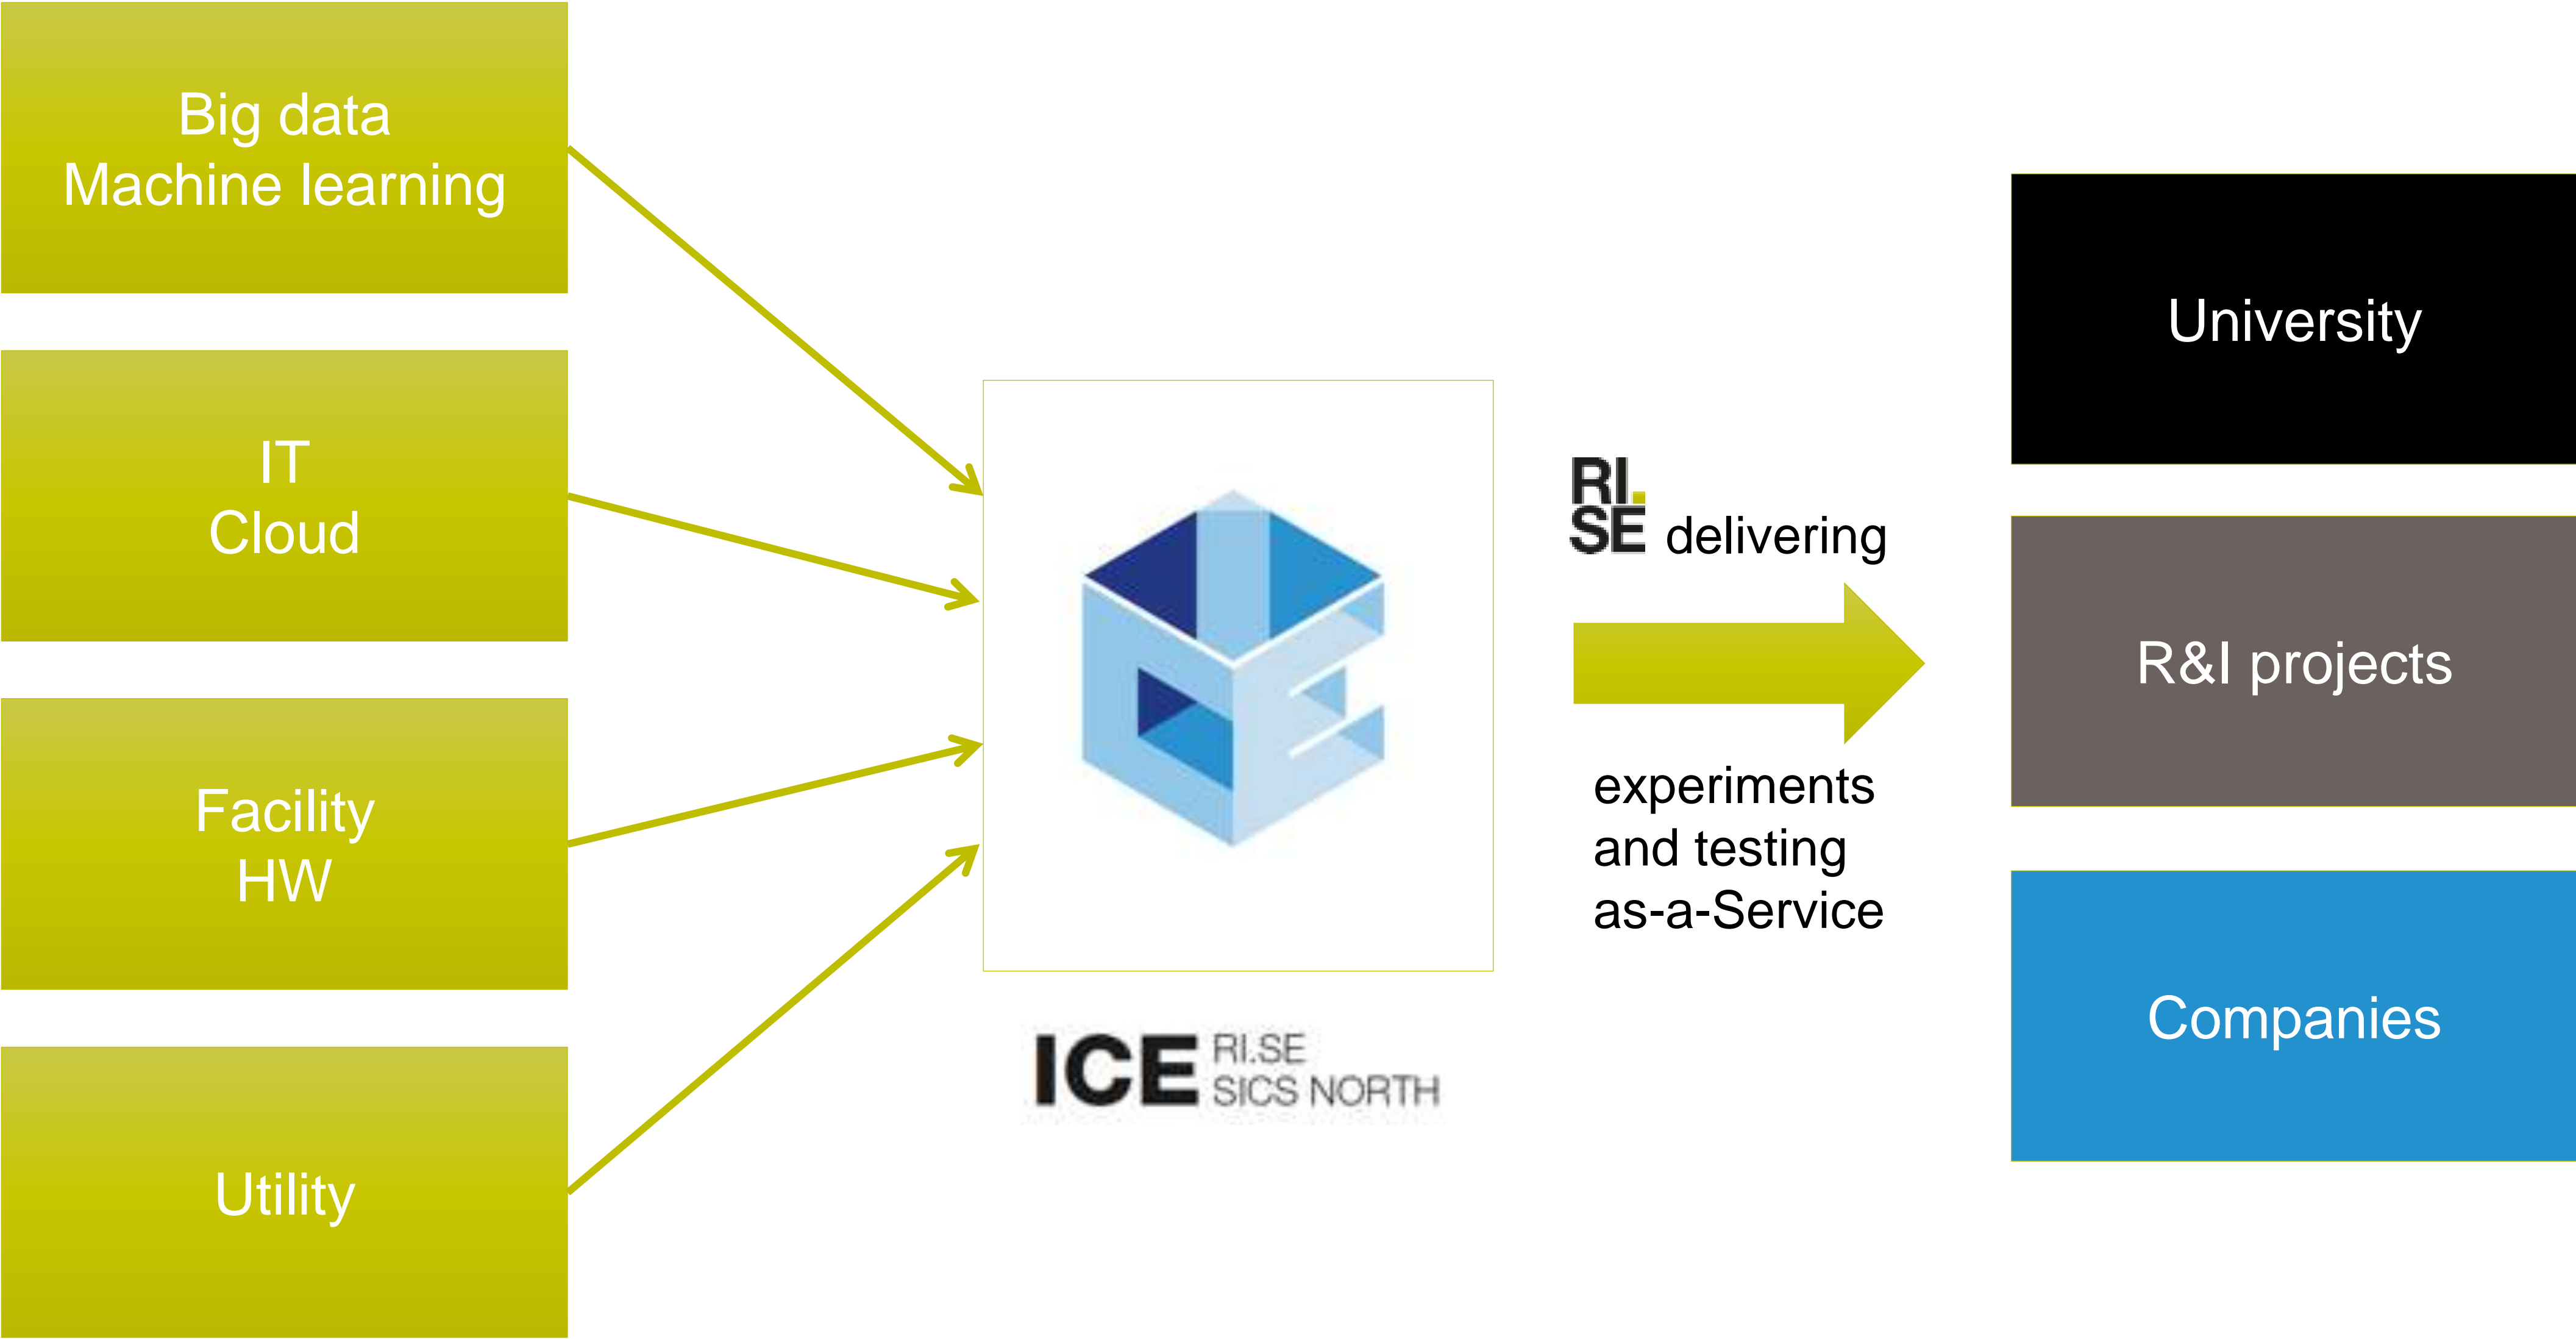 Big data
Machine learning
IT
Cloud
Facility
HW
Utility
ICE RI.SE
SICS NORTH
RI.
SE delivering
experiments
and testing
as-a-Service
University
R&I projects
Companies